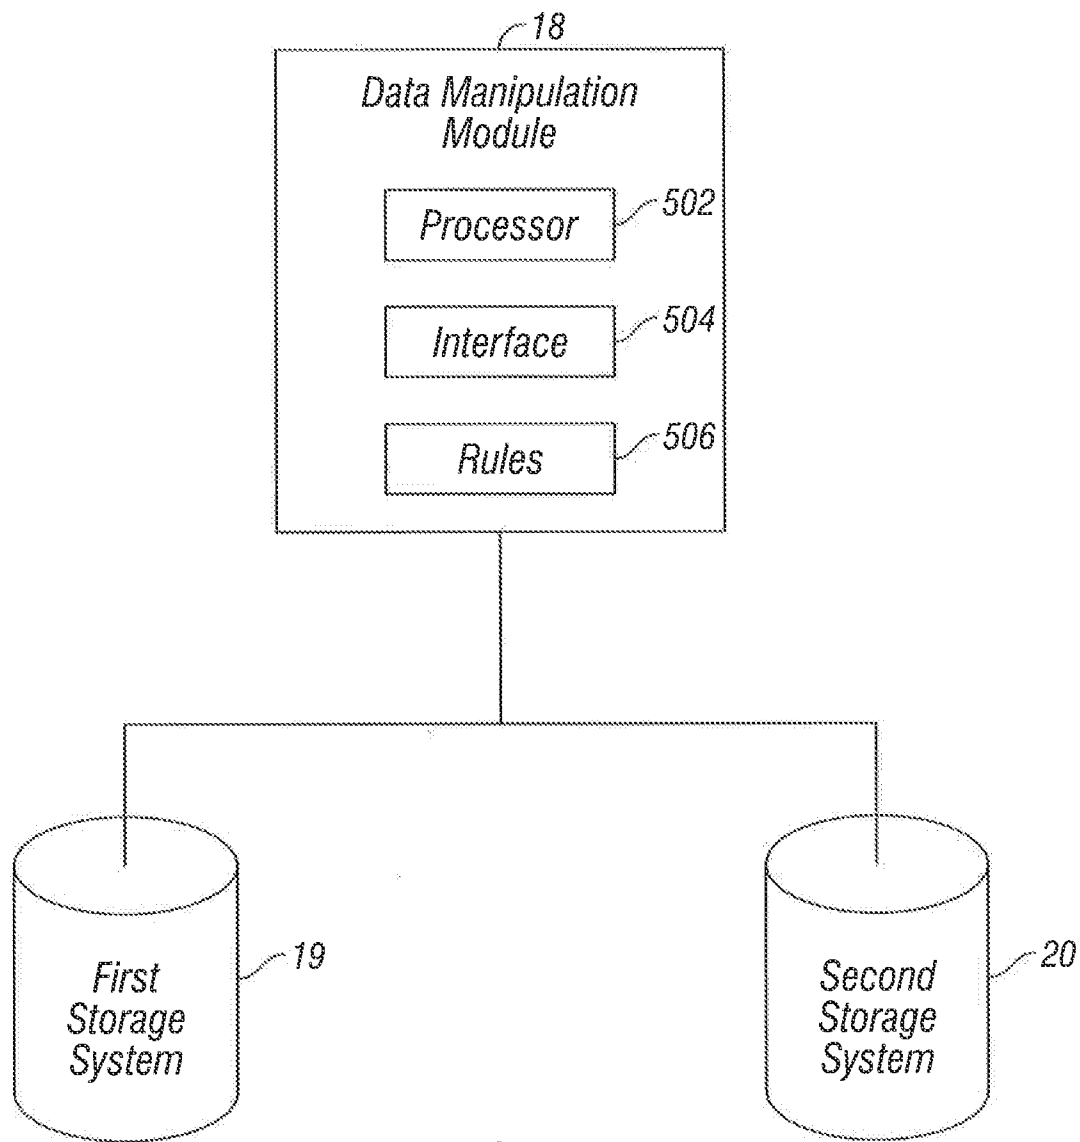 18
Data Manipulation
Module
Processor
502
Interface
504
Rules
506
First
Storage
System
19
Second
Storage
System
20